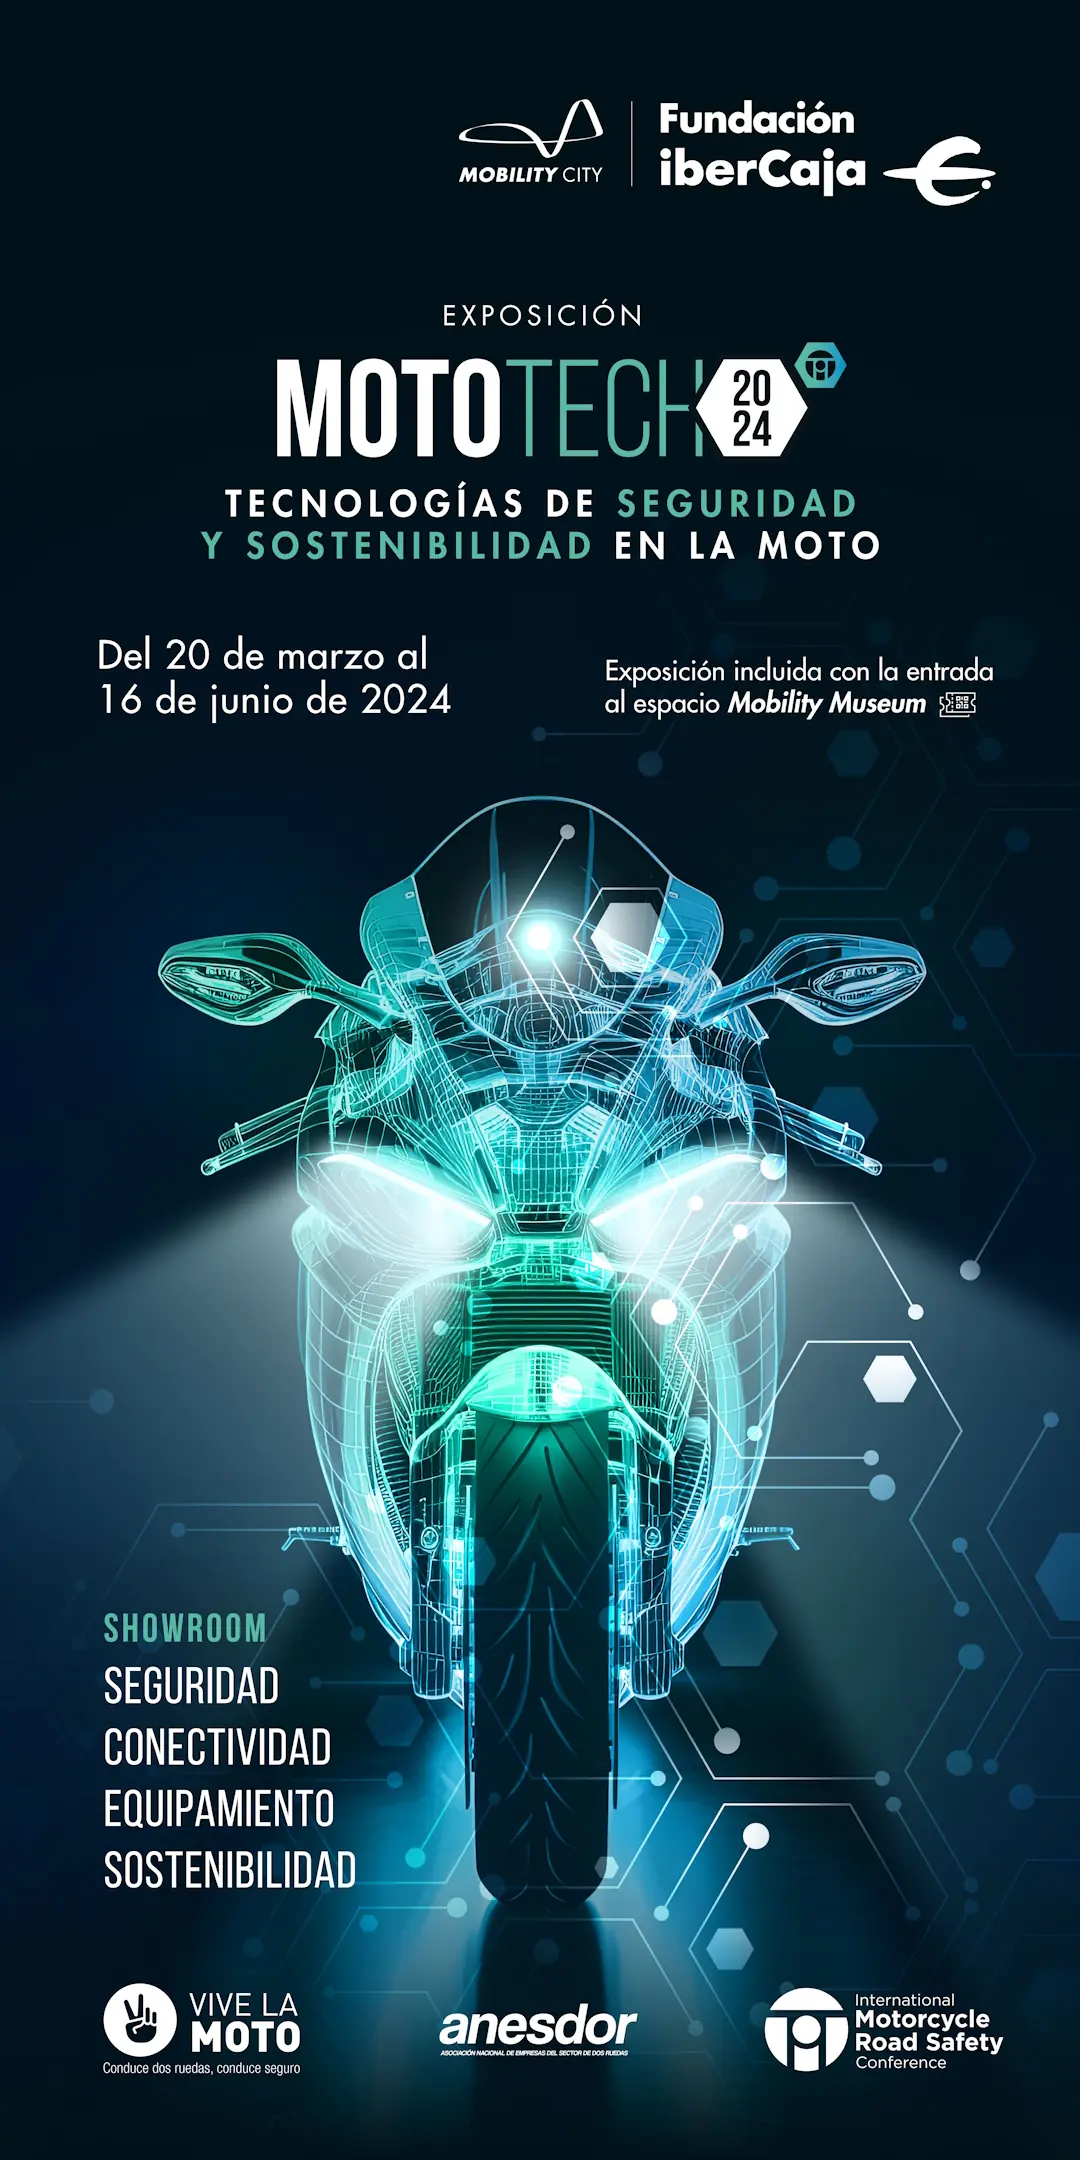 MOBILITY CITY
Fundación
iberCaja
EXPOSICIÓN
MOTOTECH
20
24
TECNOLOGÍAS DE SEGURIDAD
Y SOSTENIBILIDAD EN LA MOTO
Del 20 de marzo al
16 de junio de 2024
Exposición incluida con la entrada
al espacio Mobility Museum
SHOWROOM
SEGURIDAD
CONECTIVIDAD
EQUIPAMIENTO
SOSTENIBILIDAD
VIVE LA
MOTO
Conduce dos ruedas, conduce seguro
anesdor
ASOCIACIÓN NACIONAL DE EMPRESAS DEL SECTOR DE DOS RUEDAS
International
Motorcycle
Road Safety
Conference